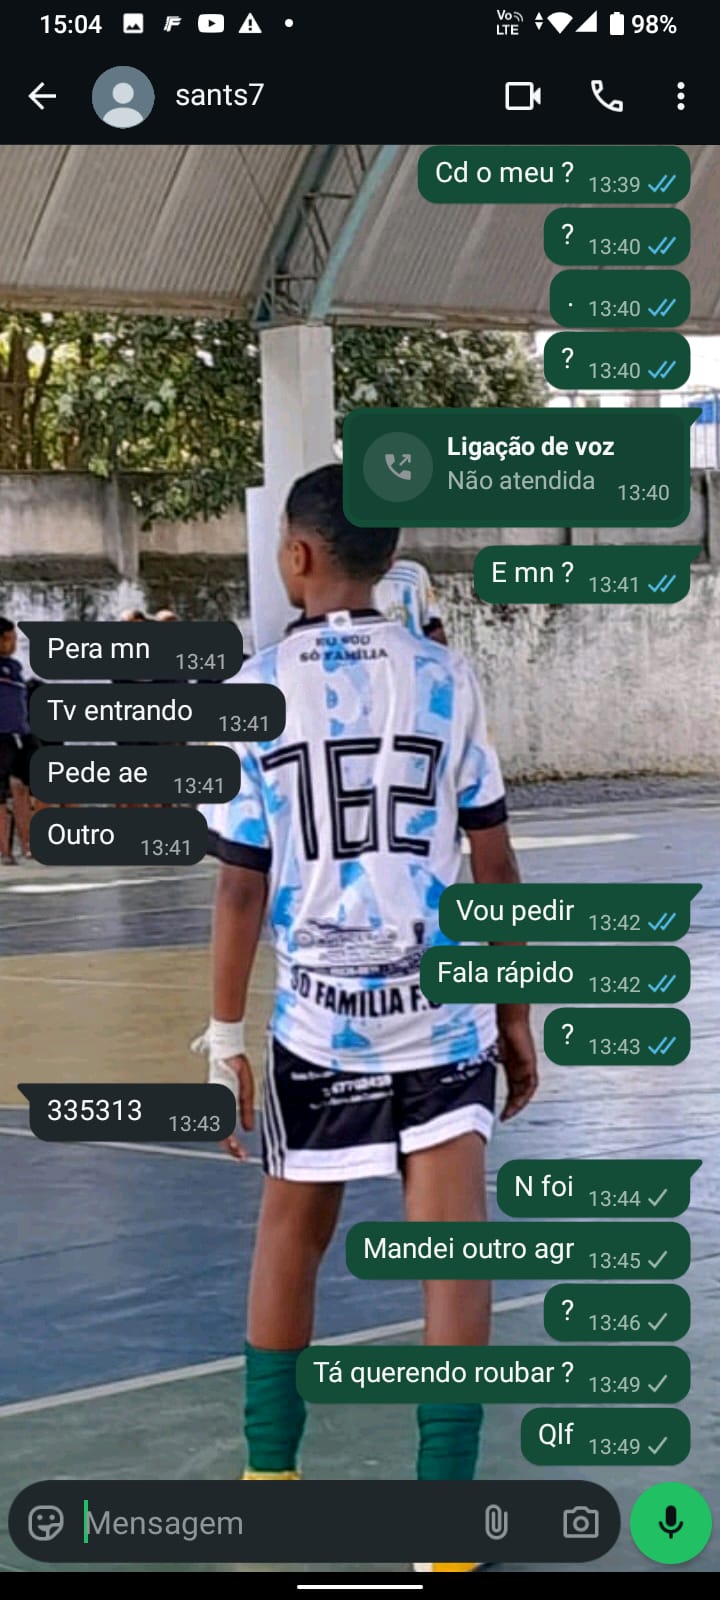 15:04
Vo LTE
98%
sants7
Cd o meu ? 13:39
? 13:40
. 13:40
? 13:40
Ligação de voz
Não atendida 13:40
E mn ? 13:41
Pera mn 13:41
Tv entrando 13:41
Pede ae 13:41
Outro 13:41
Vou pedir 13:42
Fala rápido 13:42
? 13:43
335313 13:43
N foi 13:44
Mandei outro agr 13:45
? 13:46
Tá querendo roubar ? 13:49
Qlf 13:49
Mensagem
EU SOU
SÓ FAMÍLIA
162
SÓ FAMILIA F.